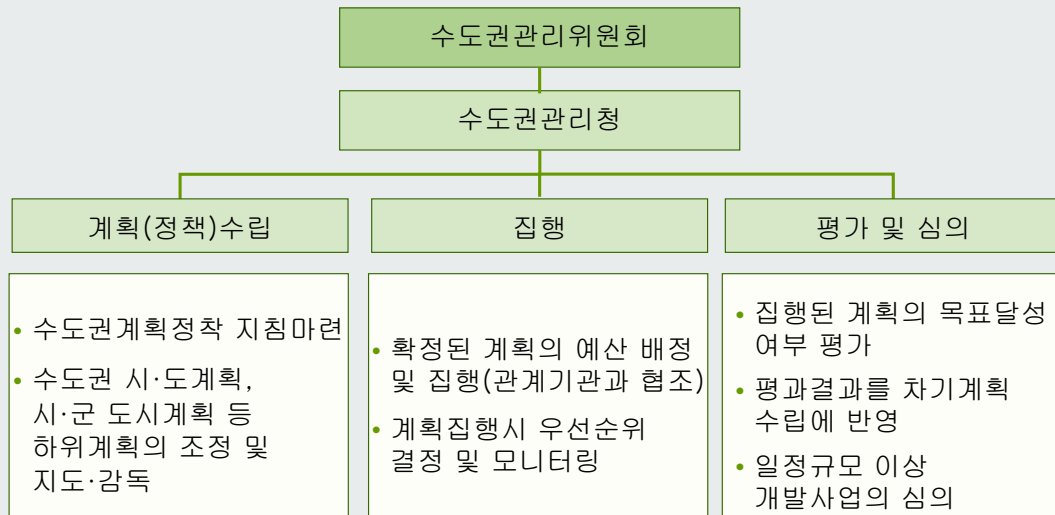 수도권관리위원회
수도권관리청
계획(정책)수립
집행
평가 및 심의
• 수도권계획정착 지침마련
• 수도권 시·도계획,
시·군 도시계획 등
하위계획의 조정 및
지도·감독
• 확정된 계획의 예산 배정
및 집행(관계기관과 협조)
• 계획집행시 우선순위
결정 및 모니터링
• 집행된 계획의 목표달성
여부 평가
• 평과결과를 차기계획
수립에 반영
• 일정규모 이상
개발사업의 심의